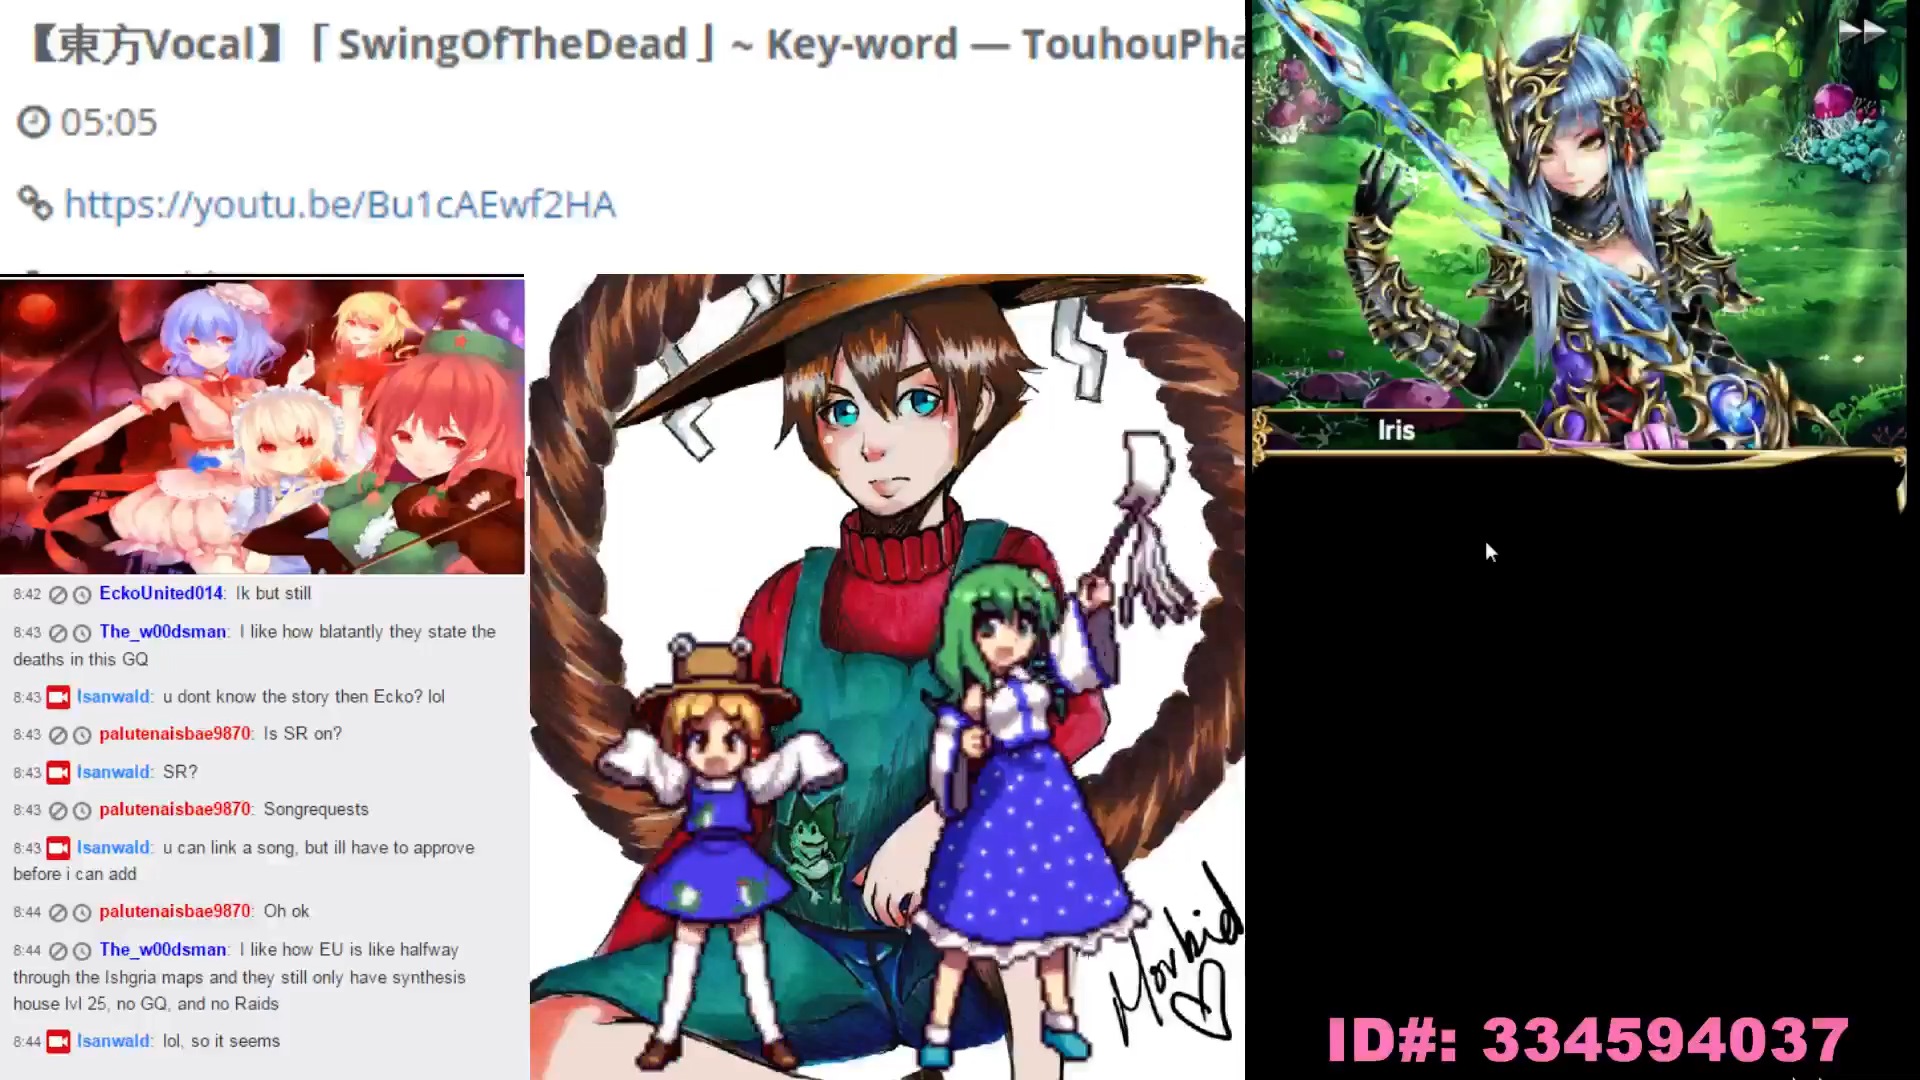 【東方Vocal】「SwingOfTheDead」~ Key-word — TouhouPha
05:05
https://youtu.be/Bu1cAEwf2HA
8:42 EckoUnited014: Ik but still
8:43 The_w00dsman: I like how blatantly they state the
deaths in this GQ
8:43 Isanwald: u dont know the story then Ecko? lol
8:43 palutenaisbae9870: Is SR on?
8:43 Isanwald: SR?
8:43 palutenaisbae9870: Songrequests
8:43 Isanwald: u can link a song, but ill have to approve
before i can add
8:44 palutenaisbae9870: Oh ok
8:44 The_w00dsman: I like how EU is like halfway
through the Ishgria maps and they still only have synthesis
house lvl 25, no GQ, and no Raids
8:44 Isanwald: lol, so it seems
Morbid
Iris
ID#: 334594037